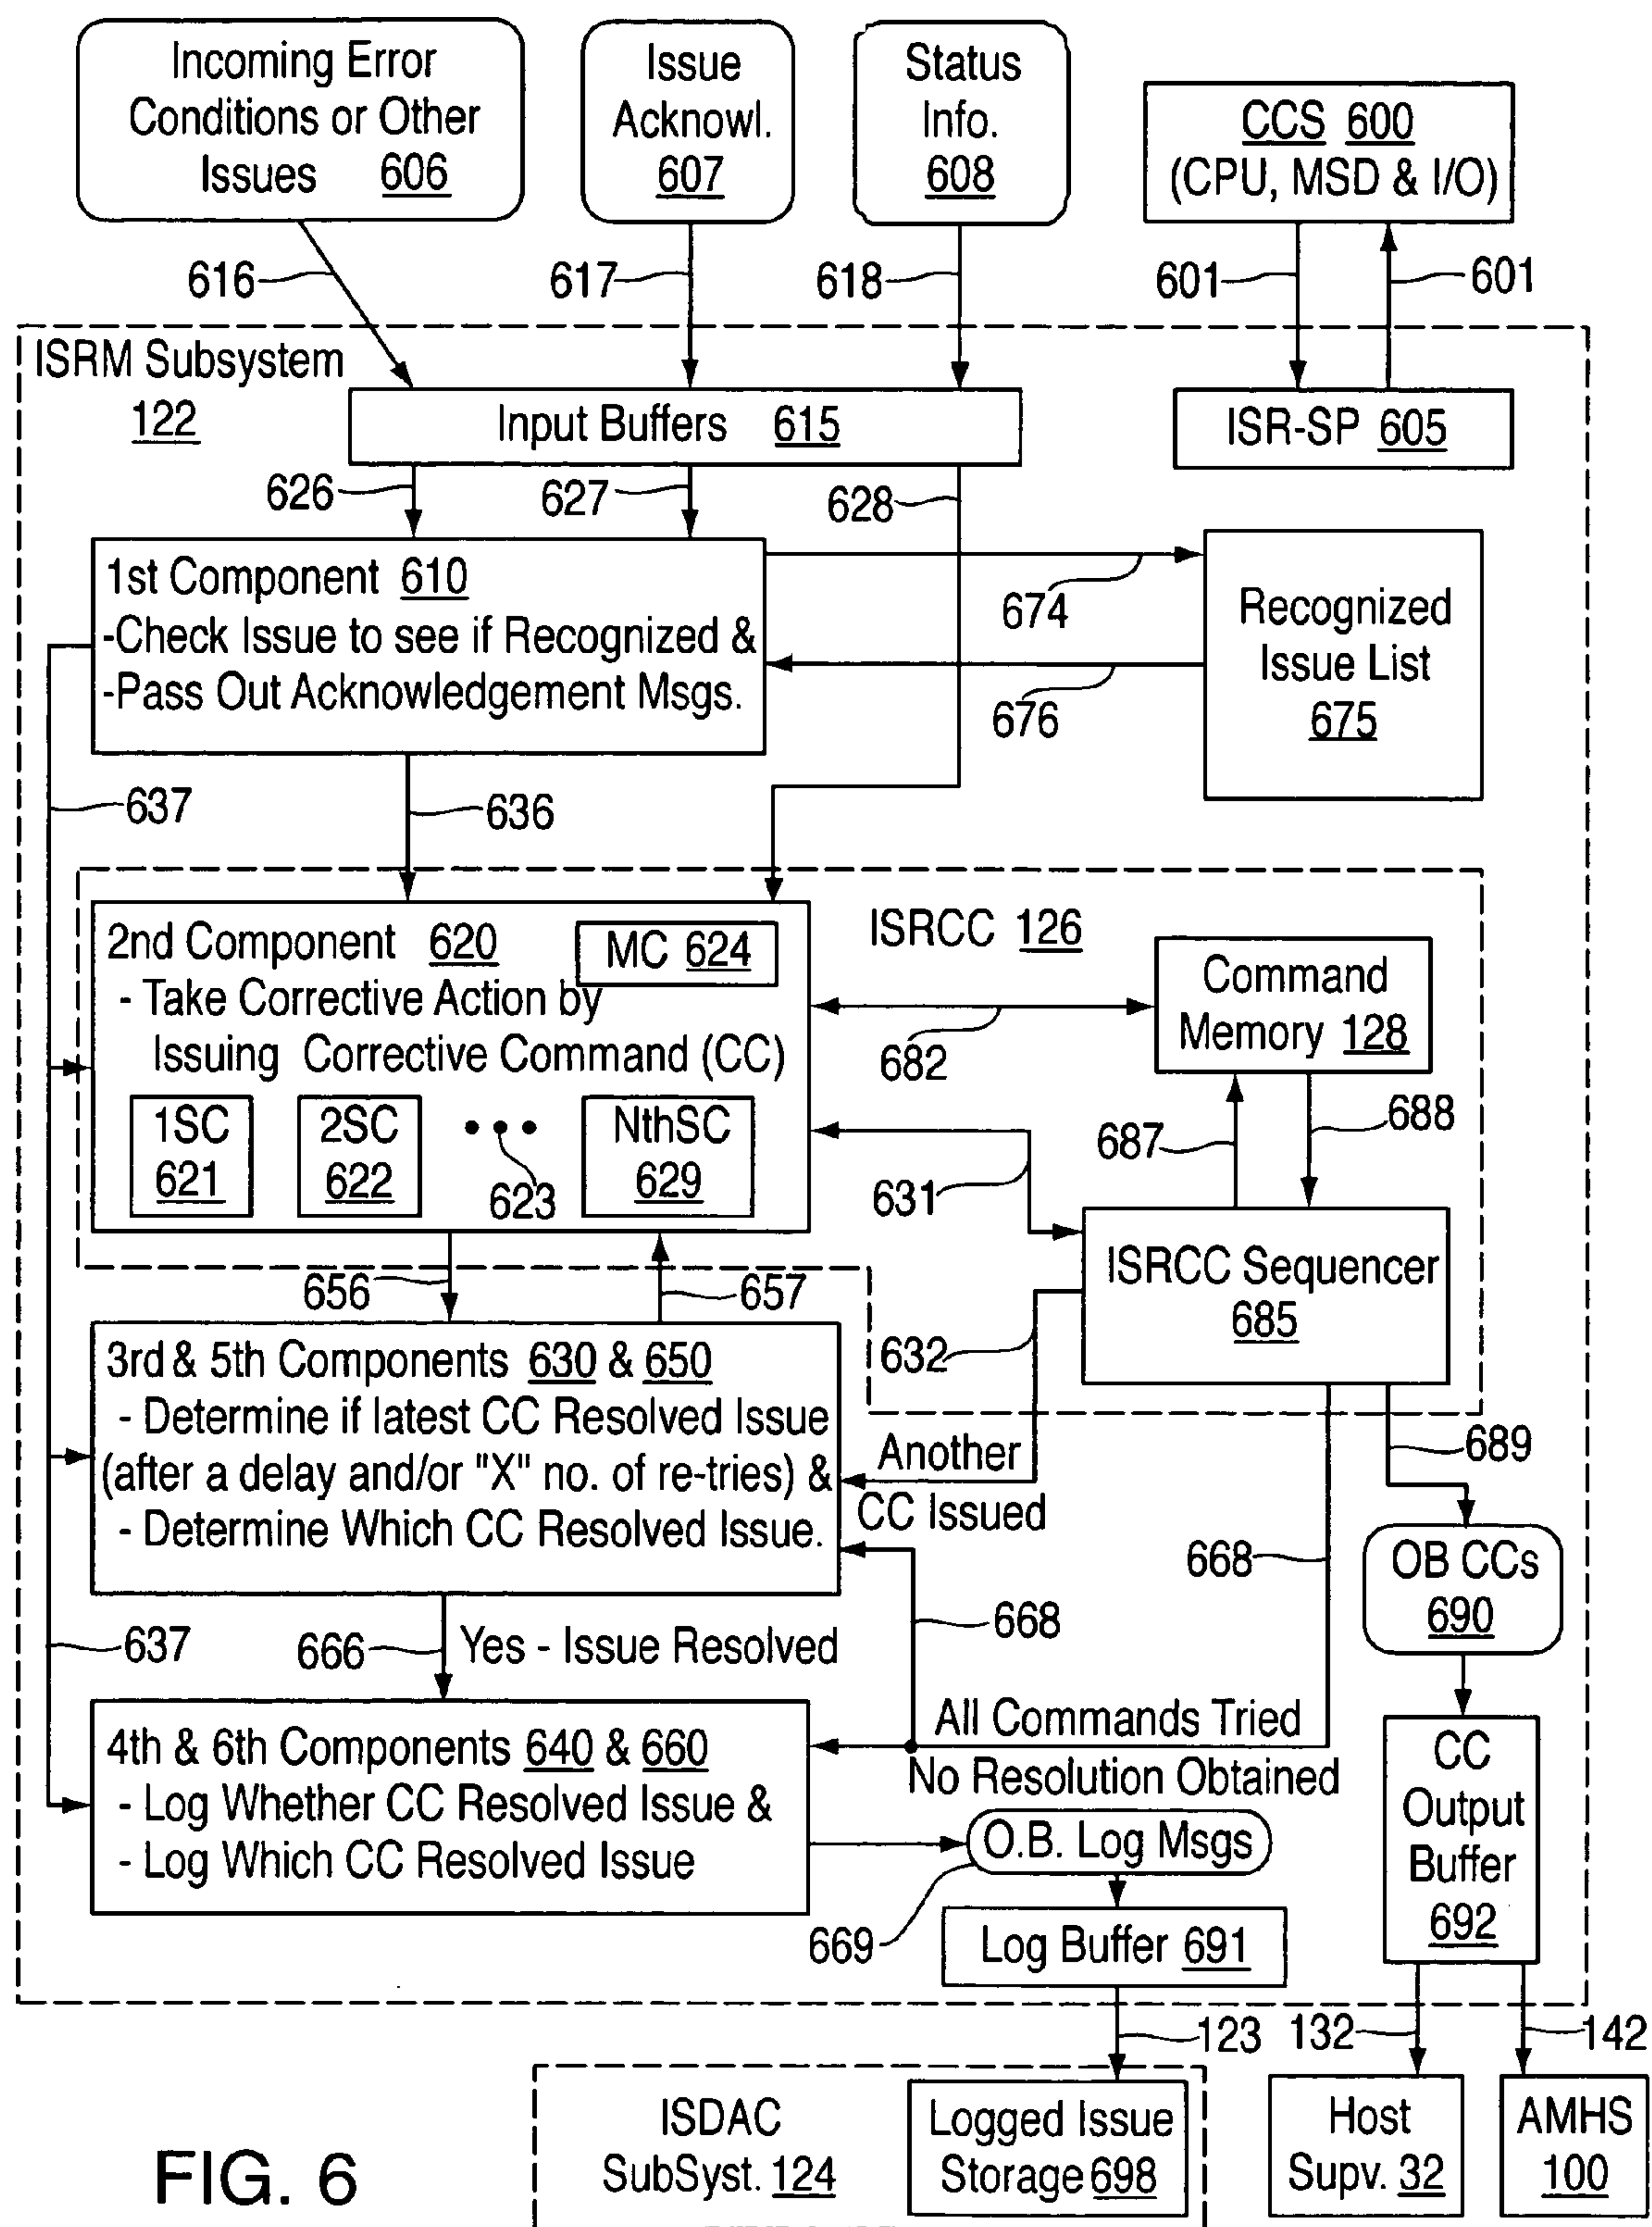 Incoming Error
Conditions or Other
Issues 606
Issue
Acknowl.
607
Status
Info.
608
CCS 600
(CPU, MSD & I/O)
616
617
618
601
601
ISRM Subsystem
122
Input Buffers 615
ISR-SP 605
626
627
628
1st Component 610
-Check Issue to see if Recognized &
-Pass Out Acknowledgement Msgs.
674
676
Recognized
Issue List
675
637
636
2nd Component 620
MC 624
- Take Corrective Action by
Issuing Corrective Command (CC)
1SC
621
2SC
622
623
NthSC
629
ISRCC 126
Command
Memory 128
682
687
688
631
ISRCC Sequencer
685
656
657
632
3rd & 5th Components 630 & 650
- Determine if latest CC Resolved Issue
(after a delay and/or "X" no. of re-tries) &
- Determine Which CC Resolved Issue.
Another
CC Issued
689
668
OB CCs
690
637
666
Yes - Issue Resolved
668
All Commands Tried
No Resolution Obtained
4th & 6th Components 640 & 660
- Log Whether CC Resolved Issue &
- Log Which CC Resolved Issue
O.B. Log Msgs
669
Log Buffer 691
CC
Output
Buffer
692
123
132
142
ISDAC
SubSyst. 124
Logged Issue
Storage 698
Host
Supv. 32
AMHS
100
FIG. 6